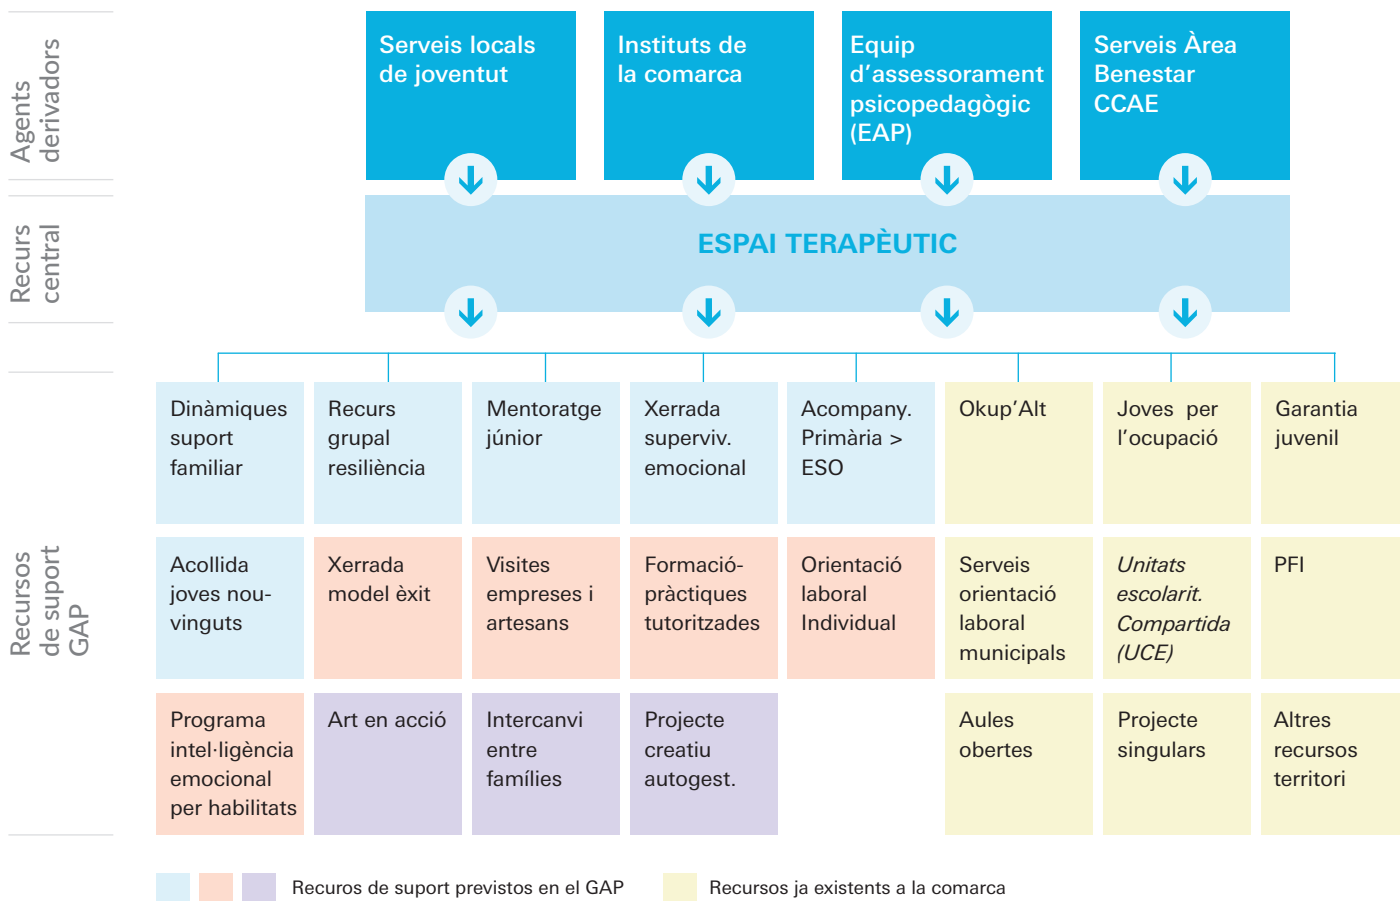 Agents
derivadors
Serveis locals
de joventut
Instituts de
la comarca
Equip
d’assessorament
psicopedagògic
(EAP)
Serveis Àrea
Benestar
CCAE
Recurs
central
ESPAI TERAPÈUTIC
Recursos
de suport
GAP
Dinàmiques
suport
familiar
Recurs
grupal
resiliència
Mentoratge
júnior
Xerrada
superviv.
emocional
Acompany.
Primària >
ESO
Okup’Alt
Joves per
l’ocupació
Garantia
juvenil
Acollida
joves nou-
vinguts
Xerrada
model èxit
Visites
empreses i
artesans
Formació-
pràctiques
tutoritzades
Orientació
laboral
Individual
Serveis
orientació
laboral
municipals
Unitats
escolarit.
Compartida
(UCE)
PFI
Programa
intel·ligència
emocional
per habilitats
Art en acció
Intercanvi
entre
famílies
Projecte
creatiu
autogest.
Aules
obertes
Projecte
singulars
Altres
recursos
territori
Recuros de suport previstos en el GAP
Recursos ja existents a la comarca